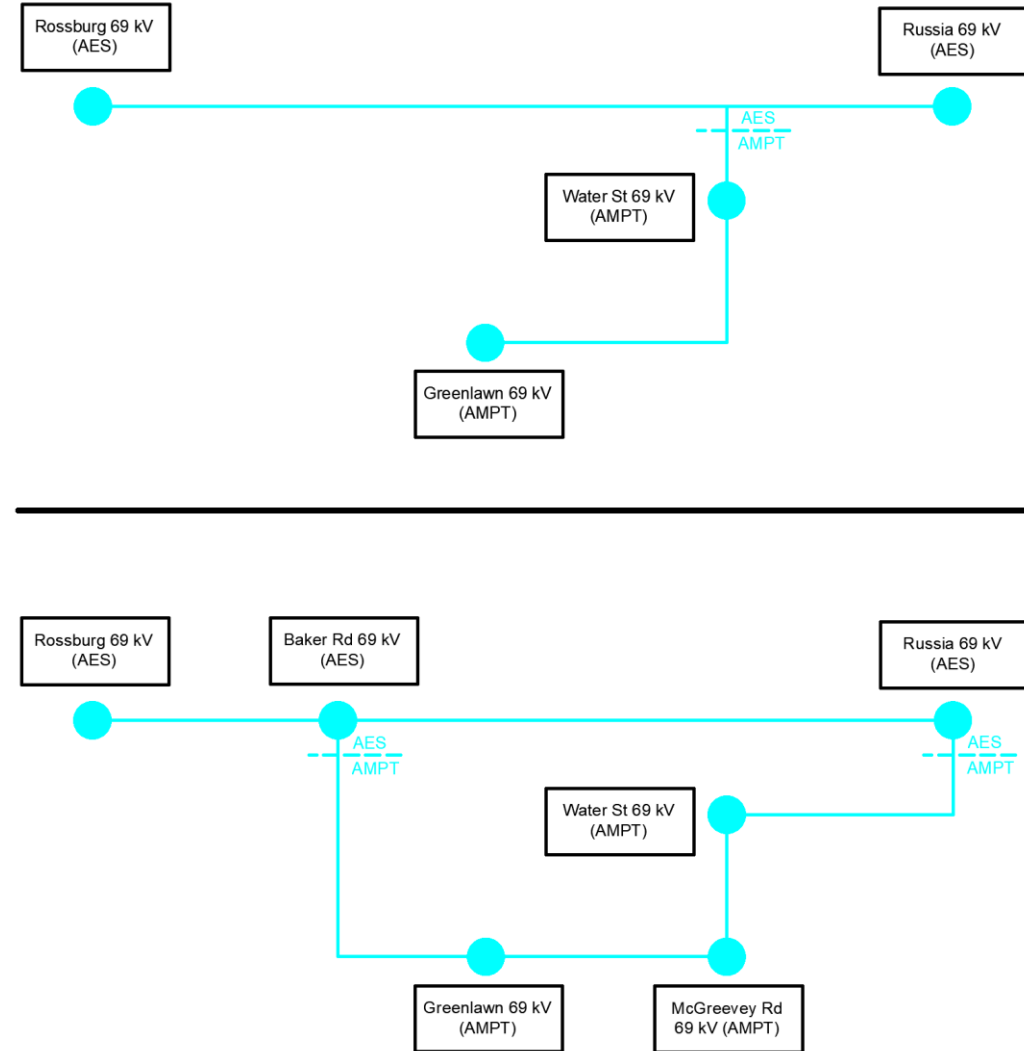 Rossburg 69 kV
(AES)
Russia 69 kV
(AES)
AES
AMPT
Water St 69 kV
(AMPT)
Greenlawn 69 kV
(AMPT)
Rossburg 69 kV
(AES)
Baker Rd 69 kV
(AES)
Russia 69 kV
(AES)
AES
AMPT
AES
AMPT
Water St 69 kV
(AMPT)
Greenlawn 69 kV
(AMPT)
McGreevey Rd
69 kV (AMPT)